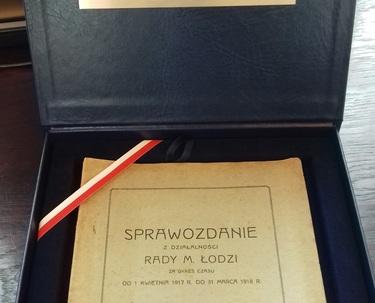 SPRAWOZDANIE
Z DZIAŁALNOŚCI
RADY M. ŁODZI
ZA OKRES CZASU
OD 1 KWIETNIA 1917 R. DO 31 MARCA 1918 R.